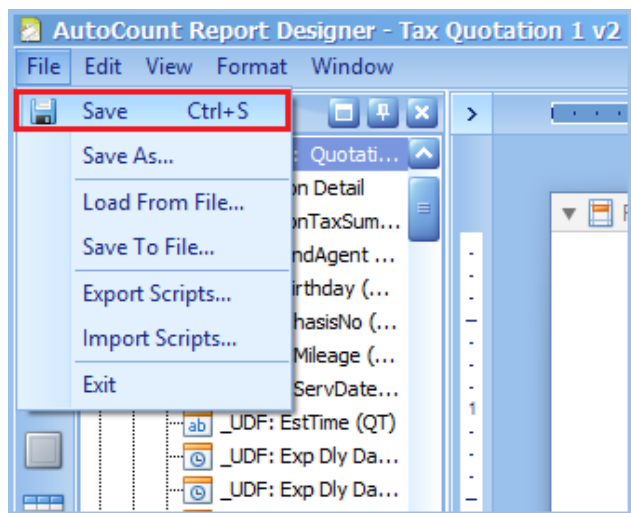 AutoCount Report Designer - Tax Quotation 1 v2
File Edit View Format Window
Save Ctrl+S
Save As...
: Quotati...
n Detail
Load From File...
onTaxSum...
Save To File...
ndAgent ...
Export Scripts...
irthday (...
hasisNo (...
Import Scripts...
Mileage (...
Exit
ServDate...
1
ab _UDF: EstTime (QT)
_UDF: Exp Dly Da...
_UDF: Exp Dly Da...